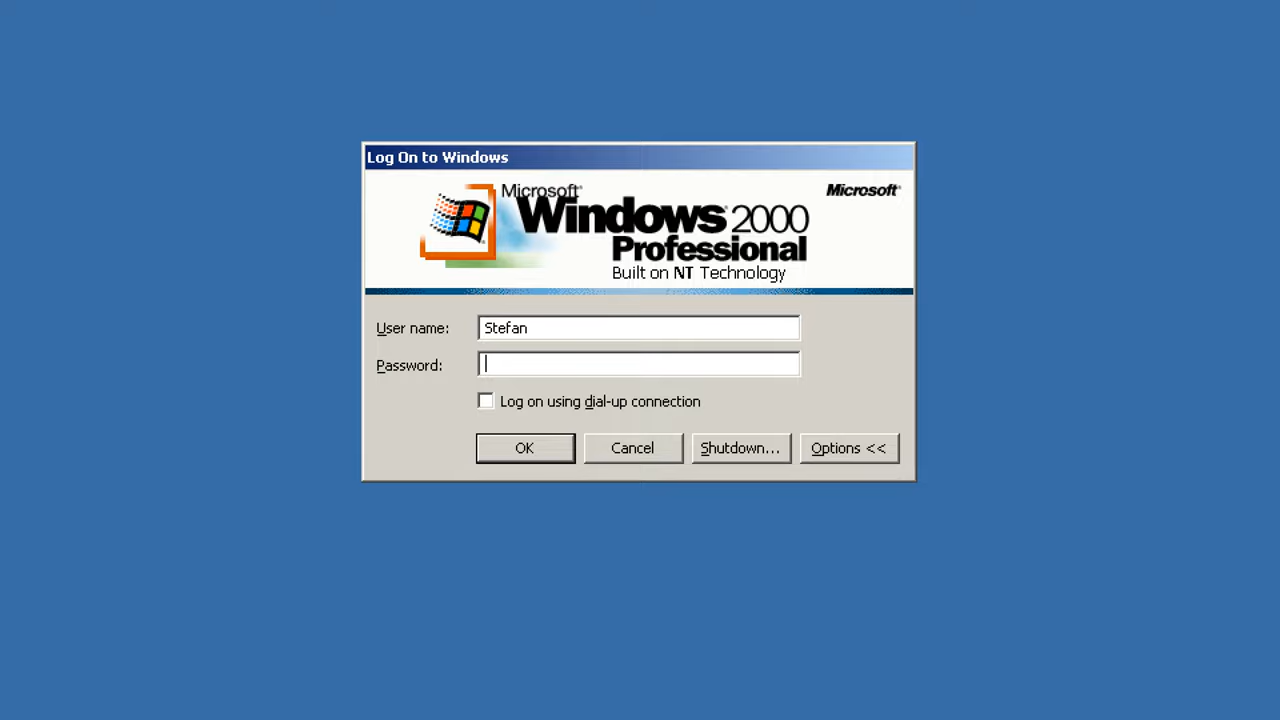 Log On to Windows
Microsoft®
Microsoft®
Windows® 2000
Professional
Built on NT Technology
User name: Stefan
Password:
Log on using dial-up connection
OK Cancel Shutdown... Options <<